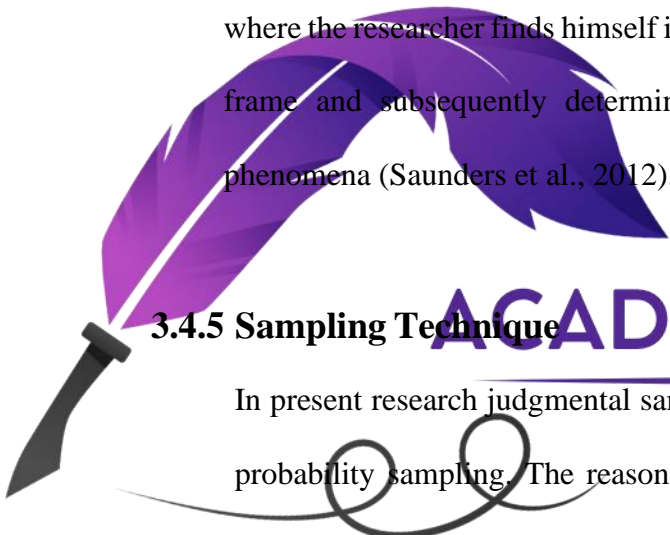 where the researcher finds himself i
frame and subsequently determin
phenomena (Saunders et al., 2012)
ACAD
3.4.5 Sampling Technique
In present research judgmental sa
probability sampling. The reason